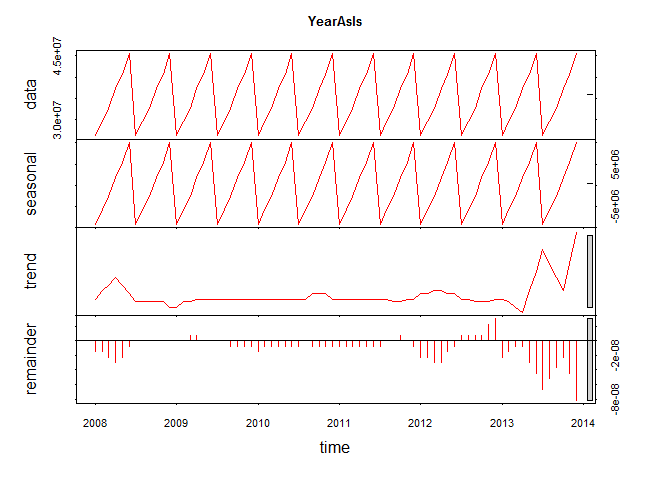 YearAsIs
data
3.0e+07
4.5e+07
seasonal
-5e+06
5e+06
trend
remainder
-8e-08
-2e-08
2008 2009 2010 2011 2012 2013 2014
time